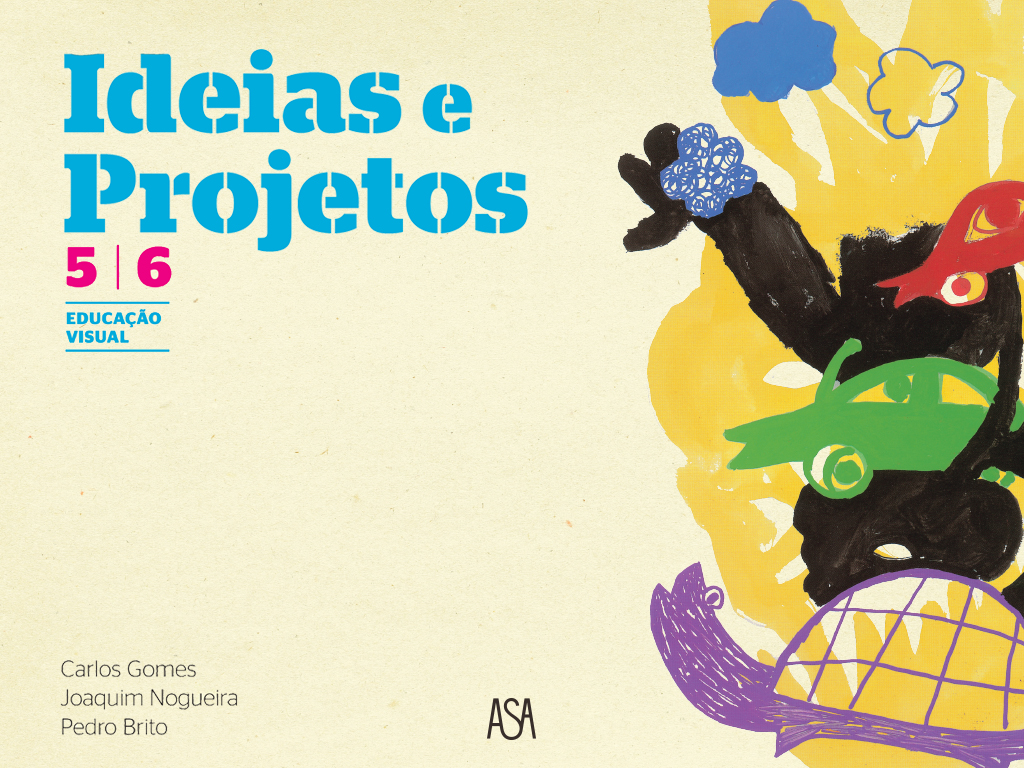 Ideias e
Projetos
5 | 6
EDUCAÇÃO
VISUAL
Carlos Gomes
Joaquim Nogueira
Pedro Brito
ASA